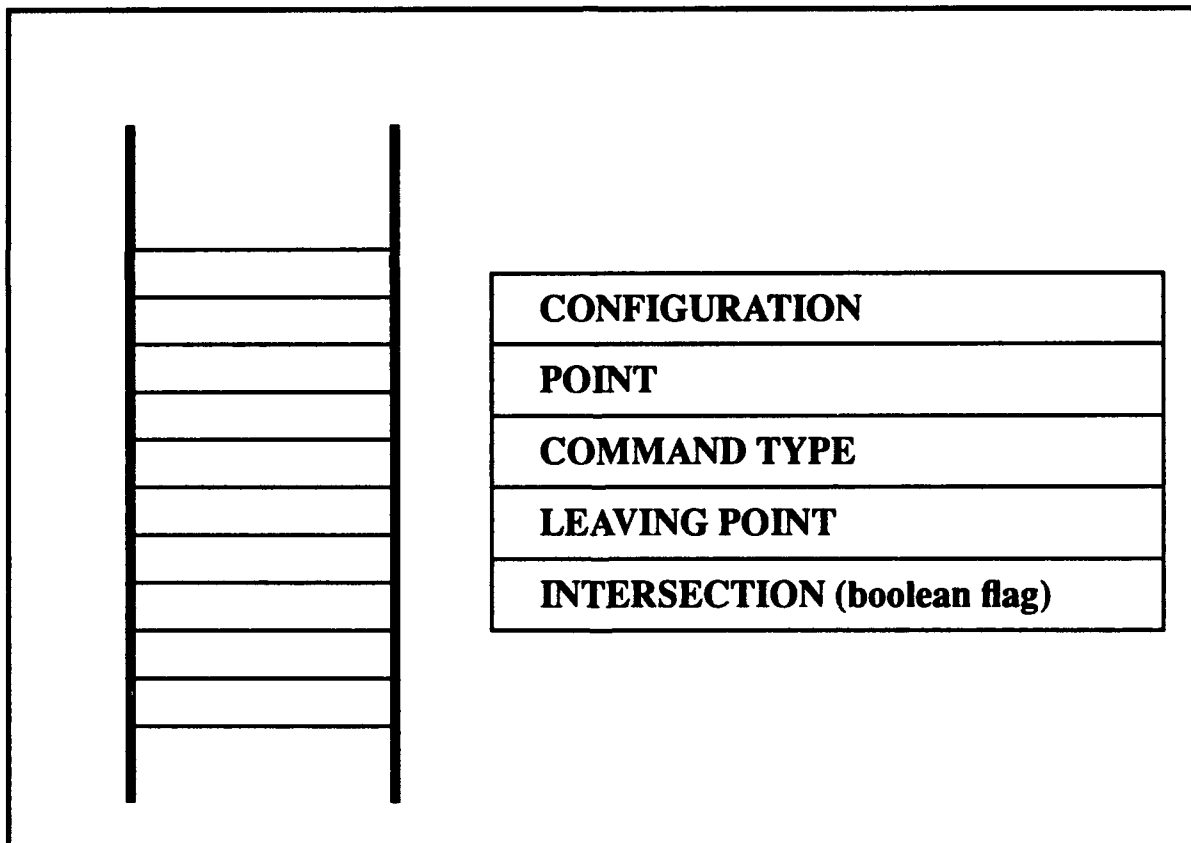 CONFIGURATION
POINT
COMMAND TYPE
LEAVING POINT
INTERSECTION (boolean flag)